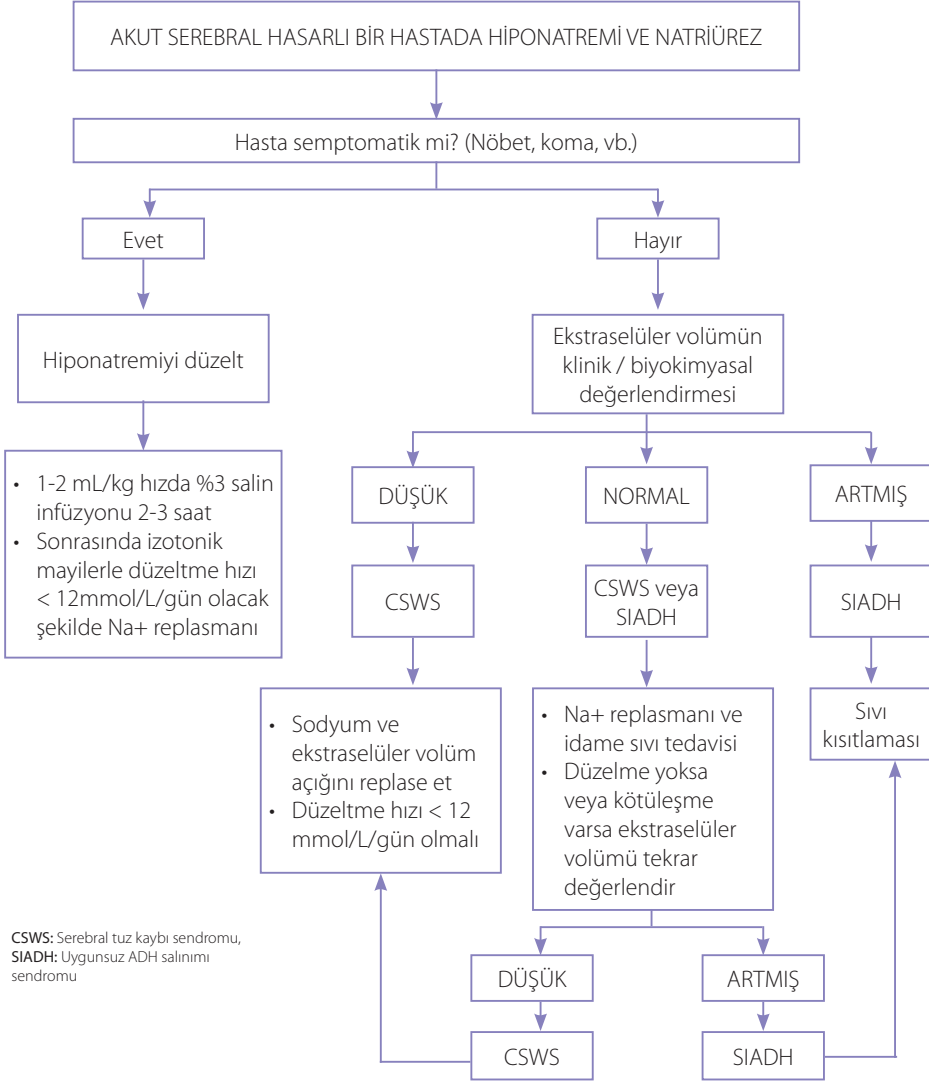 AKUT SEREBRAL HASARLI BİR HASTADA HİPONATREMİ VE NATRİÜREZ
Hasta semptomatik mi? (Nöbet, koma, vb.)
Evet
Hayır
Hiponatremiyi düzelt
Ekstraselüler volümün
klinik / biyokimyasal
değerlendirmesi
• 1-2 mL/kg hızda %3 salin
infüzyonu 2-3 saat
• Sonrasında izotonik
mayilerle düzeltme hızı
< 12mmol/L/gün olacak
şekilde Na+ replasmanı
DÜŞÜK
NORMAL
ARTMIŞ
CSWS
CSWS veya
SIADH
SIADH
• Sodyum ve
ekstraselüler volüm
açığını replase et
• Düzeltme hızı < 12
mmol/L/gün olmalı
• Na+ replasmanı ve
idame sıvı tedavisi
• Düzelme yoksa
veya kötüleşme
varsa ekstraselüler
volümü tekrar
değerlendir
Sıvı
kısıtlaması
DÜŞÜK
ARTMIŞ
CSWS
SIADH
CSWS: Serebral tuz kaybı sendromu,
SIADH: Uygunsuz ADH salınımı
sendromu